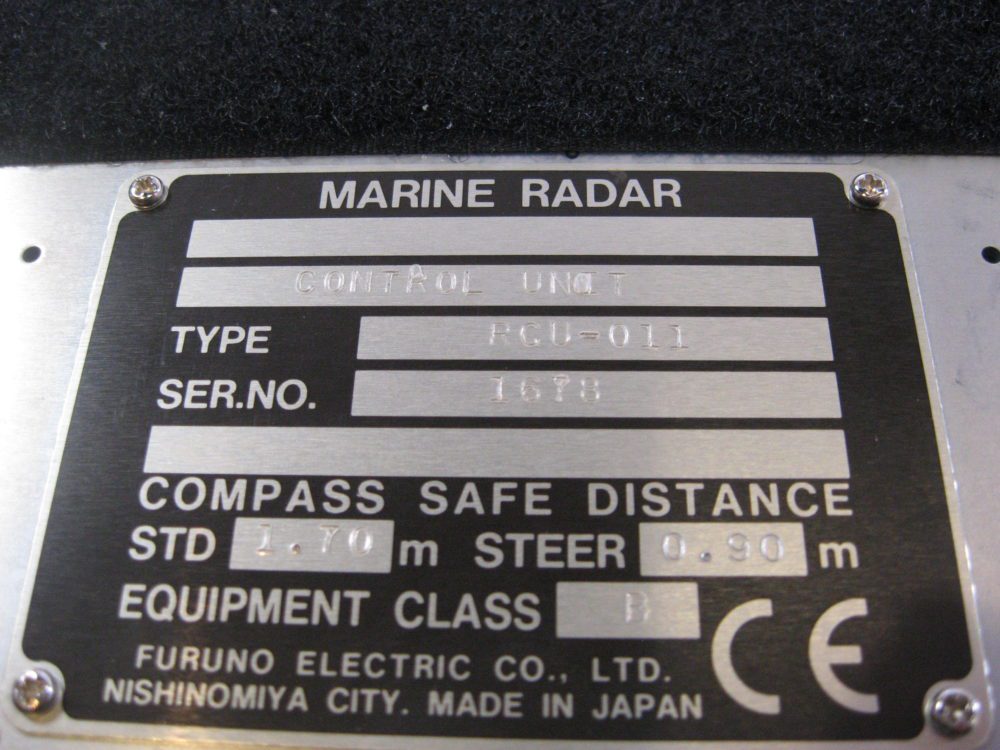 MARINE RADAR
CONTROL UNIT
TYPE RCU-011
SER.NO. 1678
COMPASS SAFE DISTANCE
STD 1.70 m STEER 0.90 m
EQUIPMENT CLASS B
CE
FURUNO ELECTRIC CO., LTD.
NISHINOMIYA CITY. MADE IN JAPAN